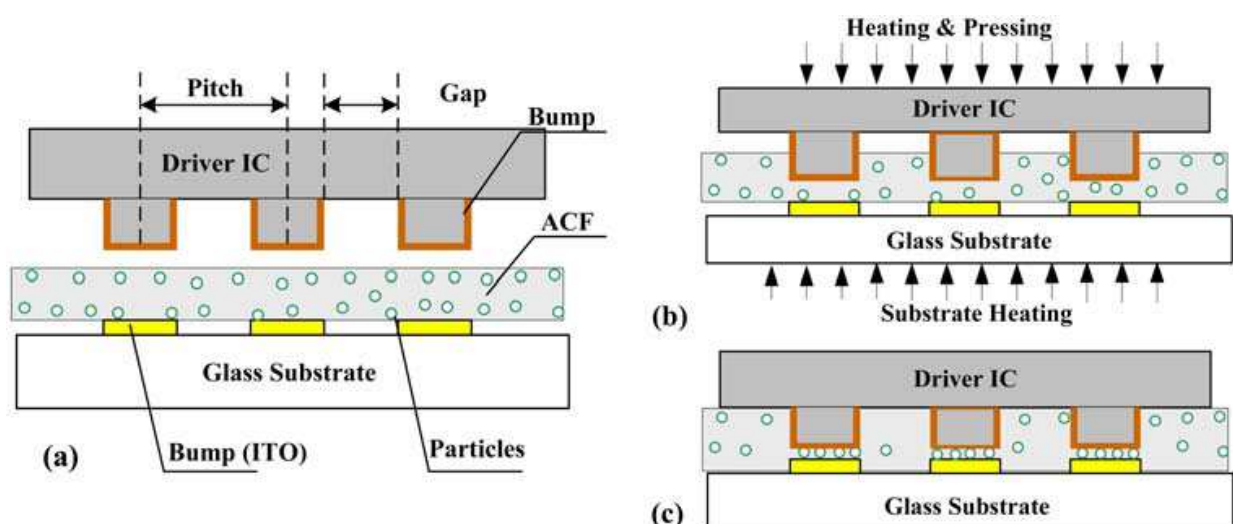 Pitch
Gap
Bump
Driver IC
ACF
Glass Substrate
Bump (ITO)
Particles
(a)
Heating & Pressing
Driver IC
Glass Substrate
Substrate Heating
(b)
Driver IC
Glass Substrate
(c)